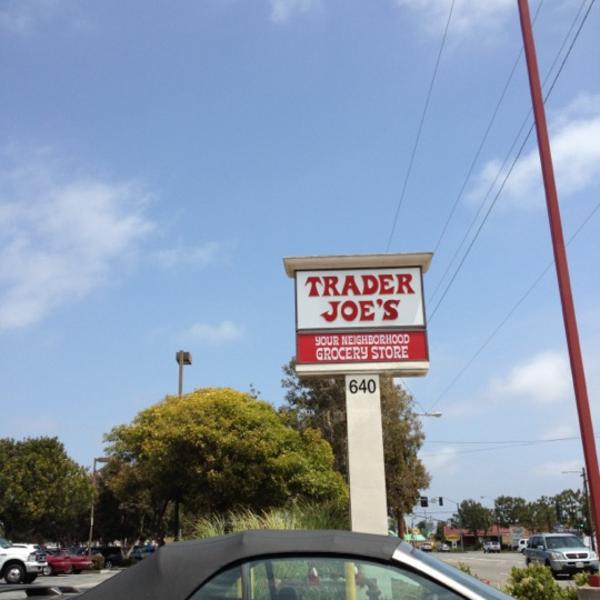 TRADER
JOE'S
YOUR NEIGHBORHOOD
GROCERY STORE
640